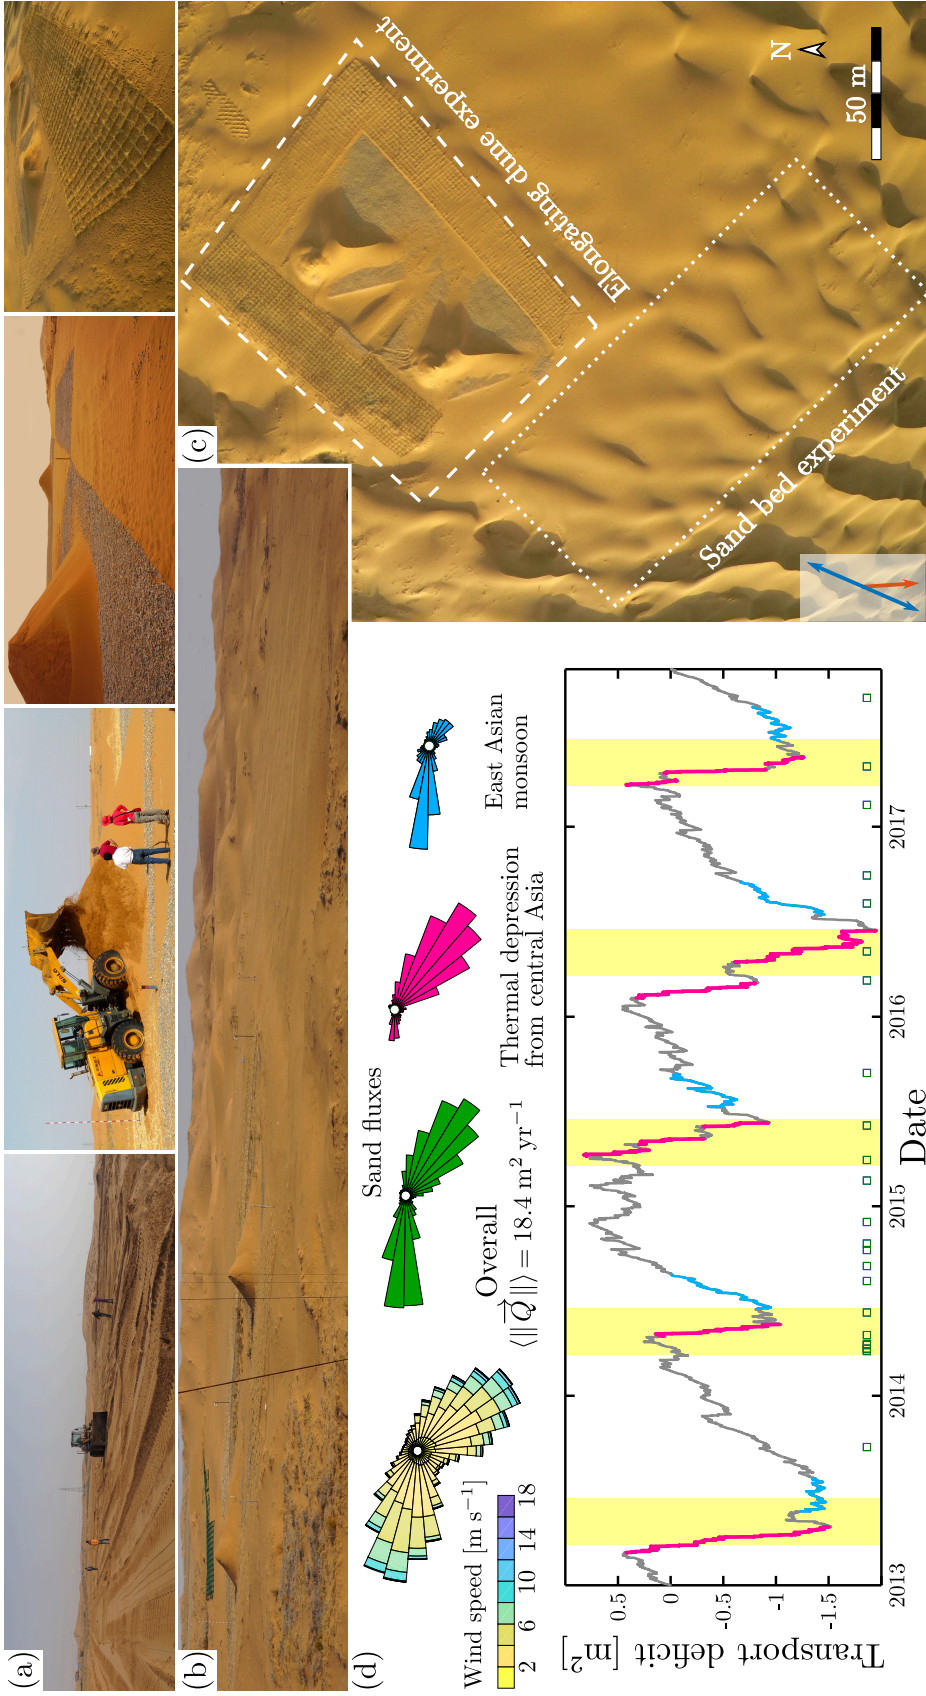 (a)
(b)
(c)
Elongating dune experiment
Sand bed experiment
N
50 m
(d)
Sand fluxes
Wind speed [m s⁻¹]
2 6 10 14 18
Overall
⟨‖Q⃗‖⟩ = 18.4 m² yr⁻¹
Thermal depression
from central Asia
East Asian
monsoon
Transport deficit [m²]
0.5
0
-0.5
-1
-1.5
2013 2014 2015 2016 2017
Date